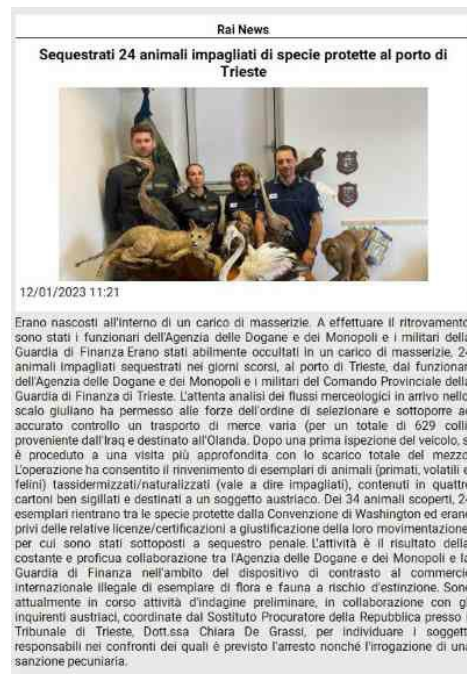 Rai News
Sequestrati 24 animali impagliati di specie protette al porto di
Trieste
12/01/2023 11:21
Erano nascosti all'interno di un carico di masserizie. A effettuare il ritrovamento
sono stati i funzionari dell'Agenzia delle Dogane e dei Monopoli e i militari della
Guardia di Finanza Erano stati abilmente occultati in un carico di masserizie, 24
animali impagliati sequestrati nei giorni scorsi, al porto di Trieste, dai funzionari
dell'Agenzia delle Dogane e dei Monopoli e i militari del Comando Provinciale della
Guardia di Finanza di Trieste. L'attenta analisi dei flussi merceologici in arrivo nello
scalo giuliano ha permesso alle forze dell'ordine di selezionare e sottoporre ad
accurato controllo un trasporto di merce varia (per un totale di 629 colli)
proveniente dall'Iraq e destinato all'Olanda. Dopo una prima ispezione del veicolo, si
è proceduto a una visita più approfondita con lo scarico totale del mezzo.
L'operazione ha consentito il rinvenimento di esemplari di animali (primati, volatili e
felini) tassidermizzati/naturalizzati (vale a dire impagliati), contenuti in quattro
cartoni ben sigillati e destinati a un soggetto austriaco. Dei 34 animali scoperti, 24
esemplari rientrano tra le specie protette dalla Convenzione di Washington ed erano
privi delle relative licenze/certificazioni a giustificazione della loro movimentazione,
per cui sono stati sottoposti a sequestro penale. L'attività è il risultato della
costante e proficua collaborazione tra l'Agenzia delle Dogane e dei Monopoli e la
Guardia di Finanza nell'ambito del dispositivo di contrasto al commercio
internazionale illegale di esemplare di flora e fauna a rischio d'estinzione. Sono
attualmente in corso attività d'indagine preliminare, in collaborazione con gli
inquirenti austriaci, coordinate dal Sostituto Procuratore della Repubblica presso il
Tribunale di Trieste, Dott.ssa Chiara De Grassi, per individuare i soggetti
responsabili nei confronti dei quali è previsto l'arresto nonché l'irrogazione di una
sanzione pecuniaria.